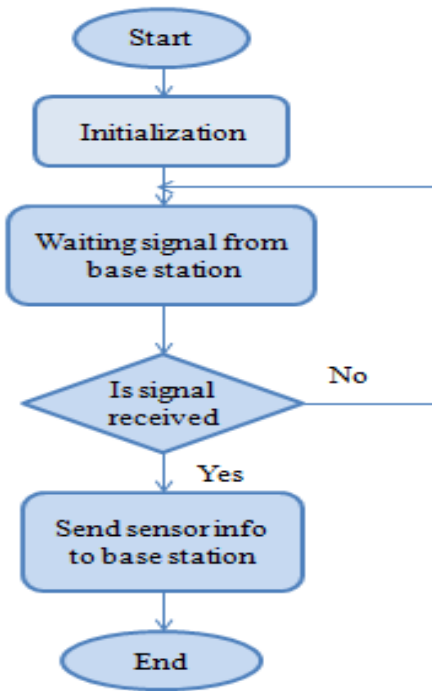 Start
Initialization
Waiting signal from
base station
Is signal
received
No
Yes
Send sensor info
to base station
End